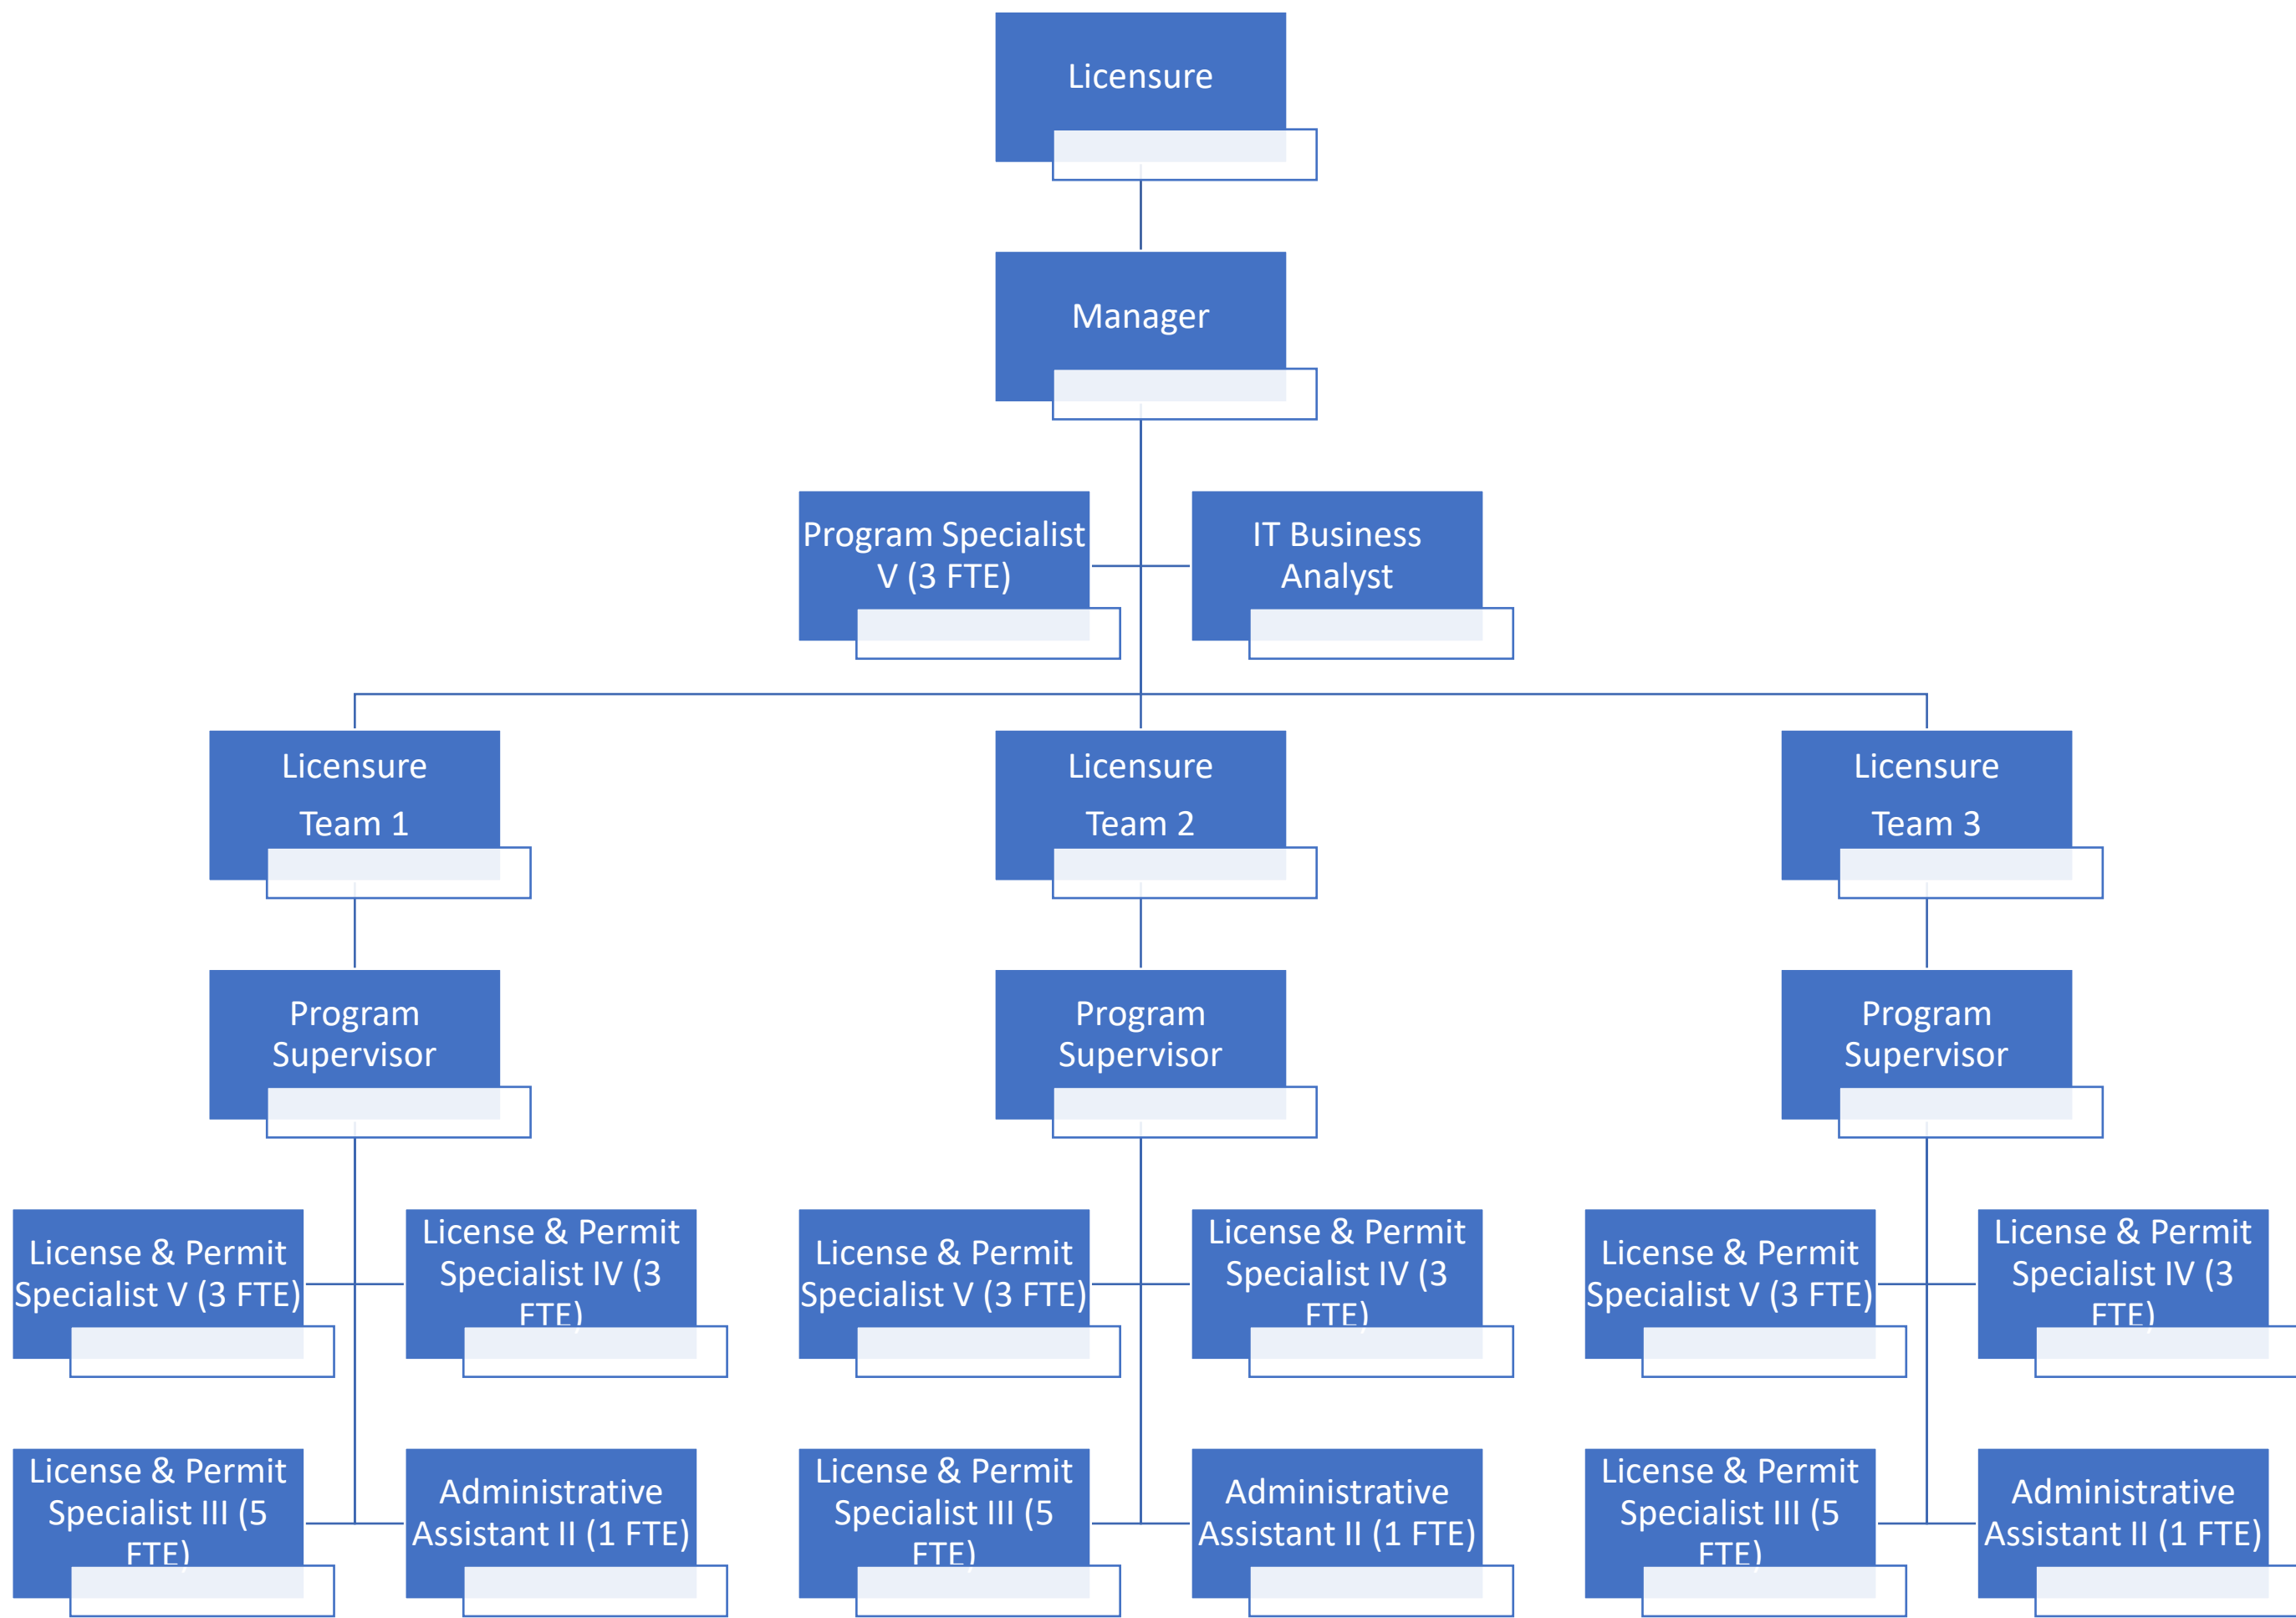 Licensure
Manager
Program Specialist
V (3 FTE)
IT Business
Analyst
Licensure
Team 1
Licensure
Team 2
Licensure
Team 3
Program
Supervisor
Program
Supervisor
Program
Supervisor
License & Permit
Specialist V (3 FTE)
License & Permit
Specialist IV (3
FTE)
License & Permit
Specialist V (3 FTE)
License & Permit
Specialist IV (3
FTE)
License & Permit
Specialist V (3 FTE)
License & Permit
Specialist IV (3
FTE)
License & Permit
Specialist III (5
FTE)
Administrative
Assistant II (1 FTE)
License & Permit
Specialist III (5
FTE)
Administrative
Assistant II (1 FTE)
License & Permit
Specialist III (5
FTE)
Administrative
Assistant II (1 FTE)